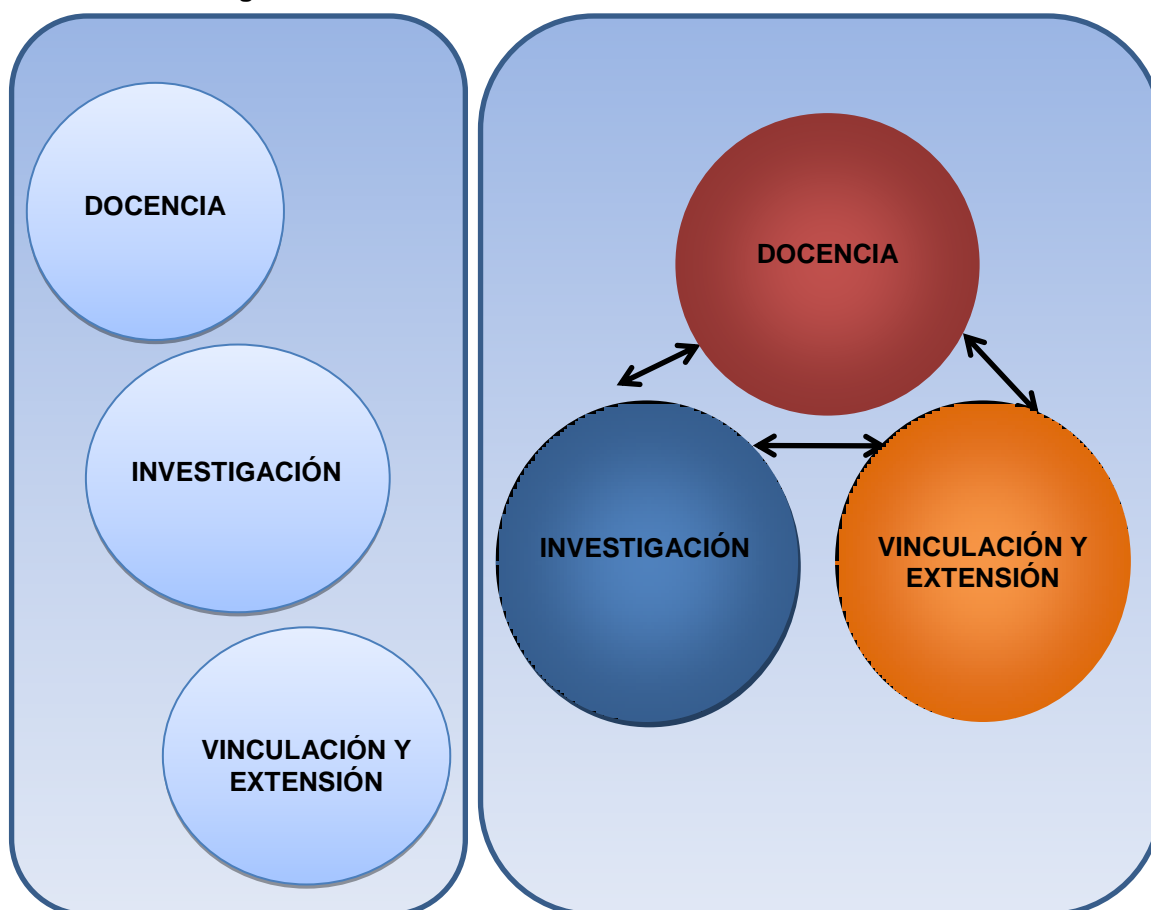 DOCENCIA
INVESTIGACIÓN
VINCULACIÓN Y
EXTENSIÓN
DOCENCIA
INVESTIGACIÓN
VINCULACIÓN Y
EXTENSIÓN